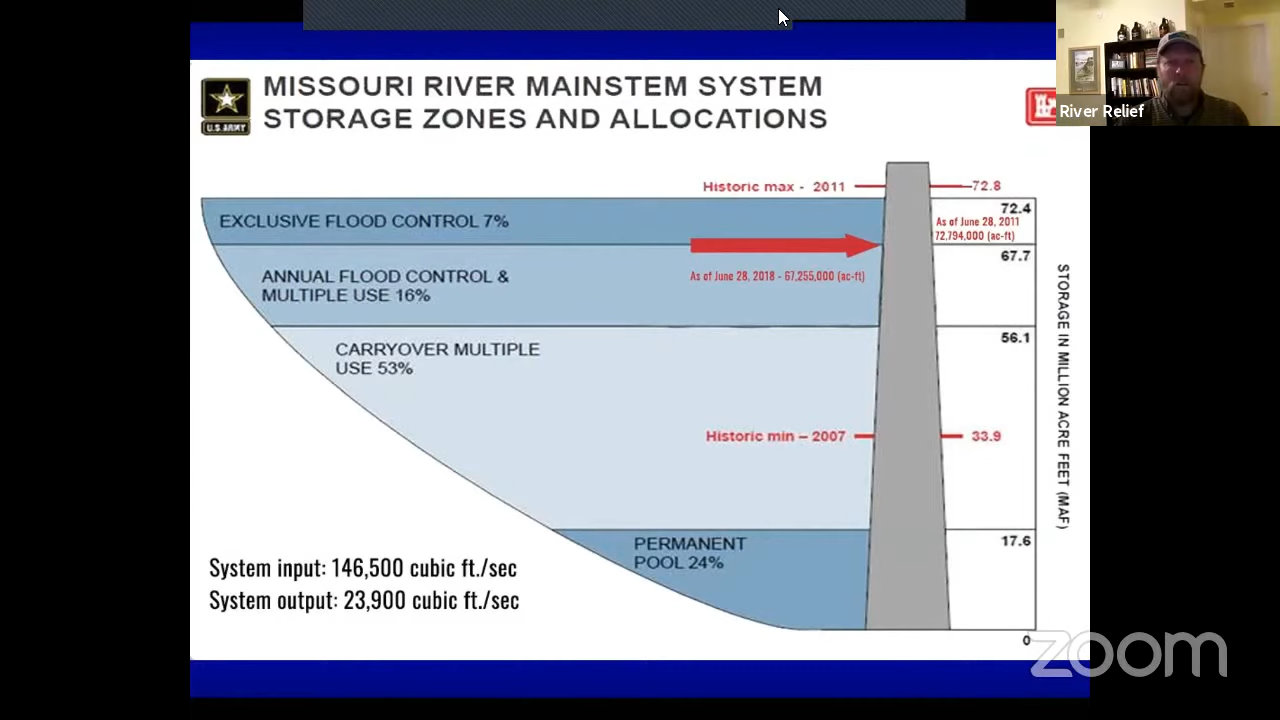 MISSOURI RIVER MAINSTEM SYSTEM
STORAGE ZONES AND ALLOCATIONS
U.S.ARMY
River Relief
Historic max - 2011
72.8
72.4
EXCLUSIVE FLOOD CONTROL 7%
As of June 28, 2011
72,794,000 (ac-ft)
67.7
ANNUAL FLOOD CONTROL &
MULTIPLE USE 16%
As of June 28, 2018 - 67,255,000 (ac-ft)
56.1
CARRYOVER MULTIPLE
USE 53%
STORAGE IN MILLION ACRE FEET (MAF)
Historic min – 2007
33.9
17.6
PERMANENT
POOL 24%
System input: 146,500 cubic ft./sec
System output: 23,900 cubic ft./sec
0
zoom